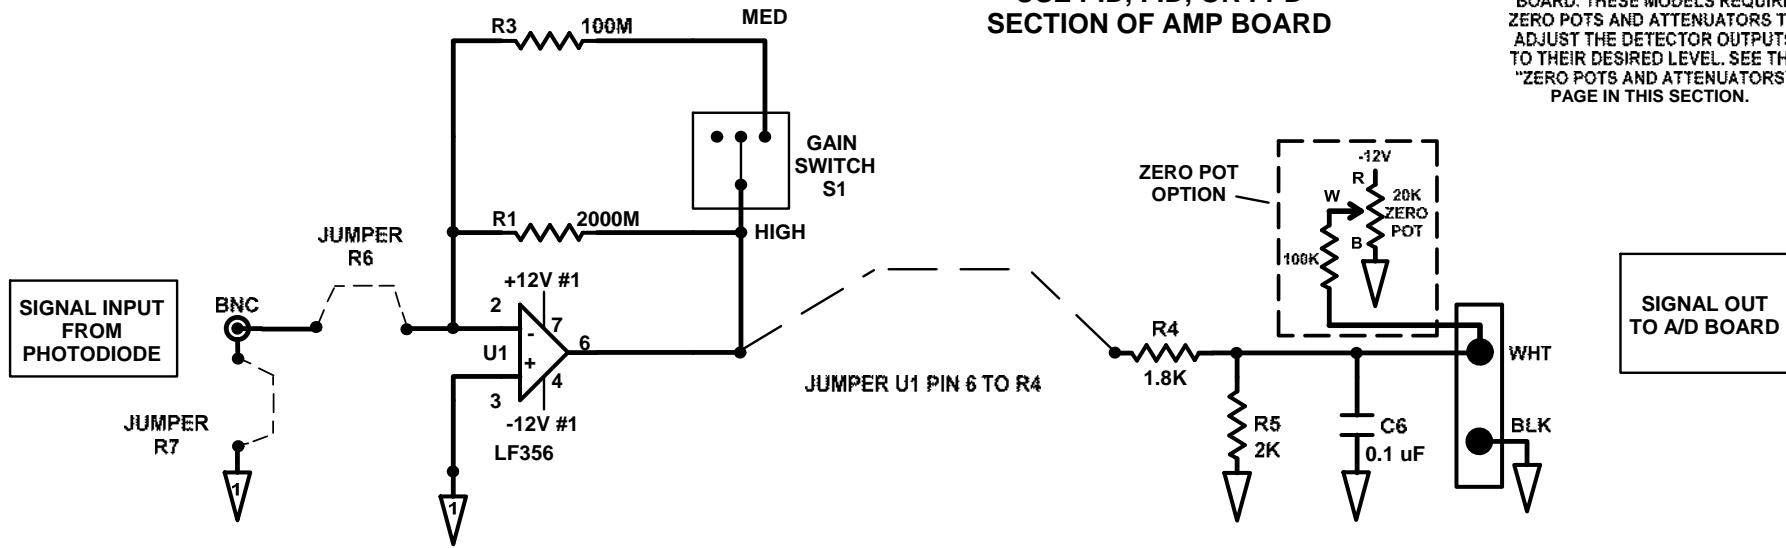 SECTION OF AMP BOARD
BOARD. THESE MODELS REQUIRE
ZERO POTS AND ATTENUATORS
ADJUST THE DETECTOR OUTPUTS
TO THEIR DESIRED LEVEL. SEE
"ZERO POTS AND ATTENUATORS"
PAGE IN THIS SECTION.
R3
100M
MED
GAIN
SWITCH
S1
R1
2000M
HIGH
JUMPER
R6
SIGNAL INPUT
FROM
PHOTODIODE
BNC
JUMPER
R7
1
+12V #1
2
7
-
U1
6
+
4
3
-12V #1
LF356
1
JUMPER U1 PIN 6 TO R4
ZERO POT
OPTION
-12V
R
W
20K
ZERO
POT
B
100K
R4
1.8K
R5
2K
C6
0.1 uF
WHT
BLK
SIGNAL OUT
TO A/D BOARD